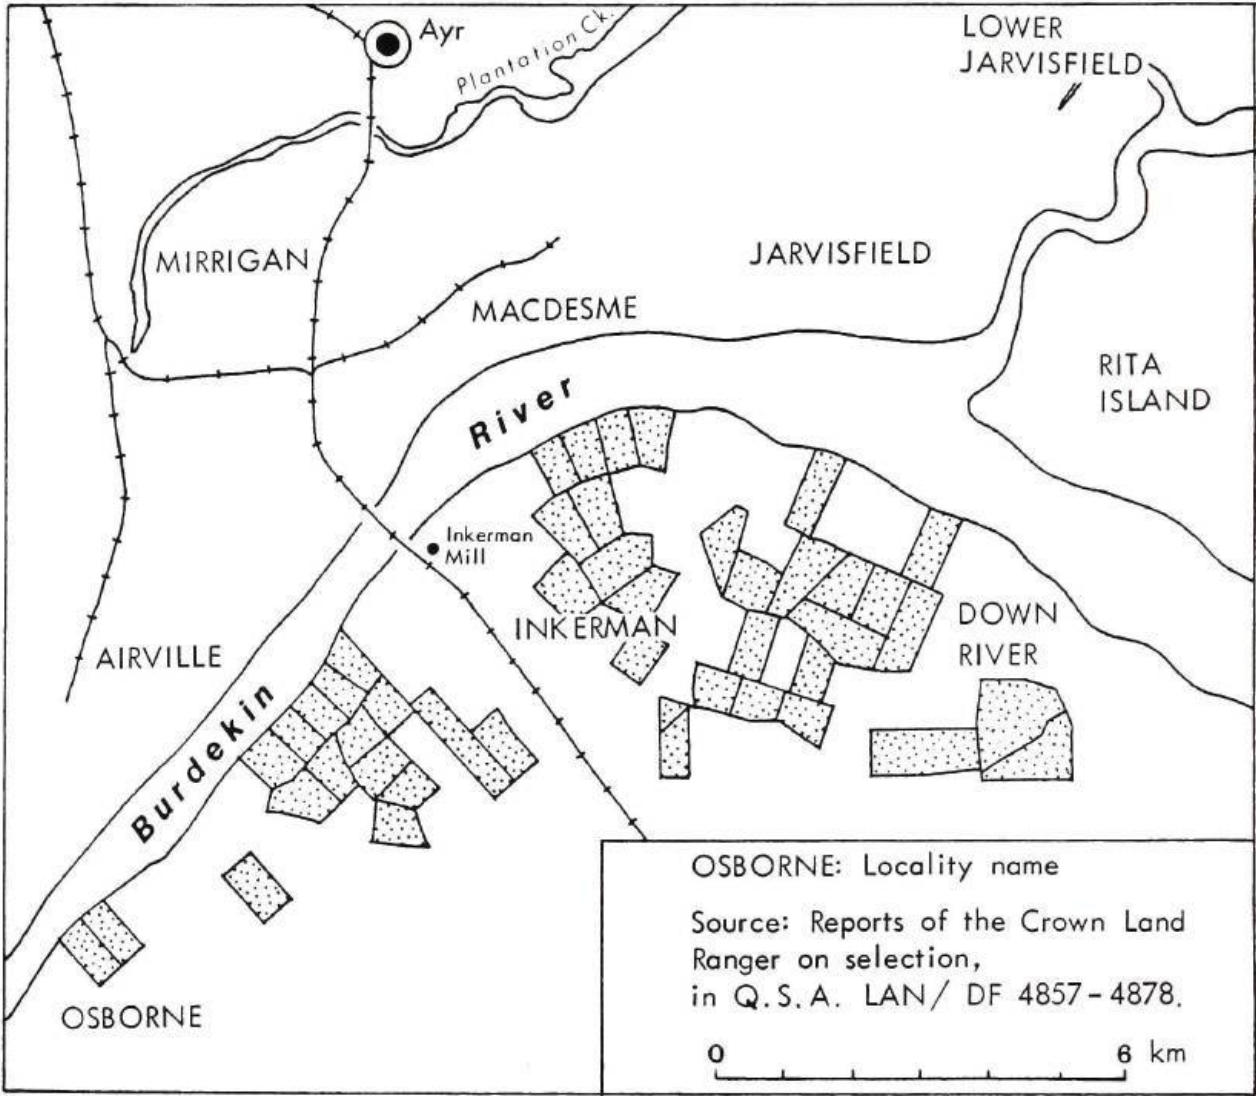 Ayr
Plantation Ck.
LOWER
JARVISFIELD
MIRRIGAN
JARVISFIELD
MACDESME
RITA
ISLAND
River
Inkerman
Mill
INKERMAN
DOWN
RIVER
AIRVILLE
Burdekin
OSBORNE
OSBORNE: Locality name
Source: Reports of the Crown Land
Ranger on selection,
in Q.S.A. LAN/ DF 4857-4878.
0 6 km